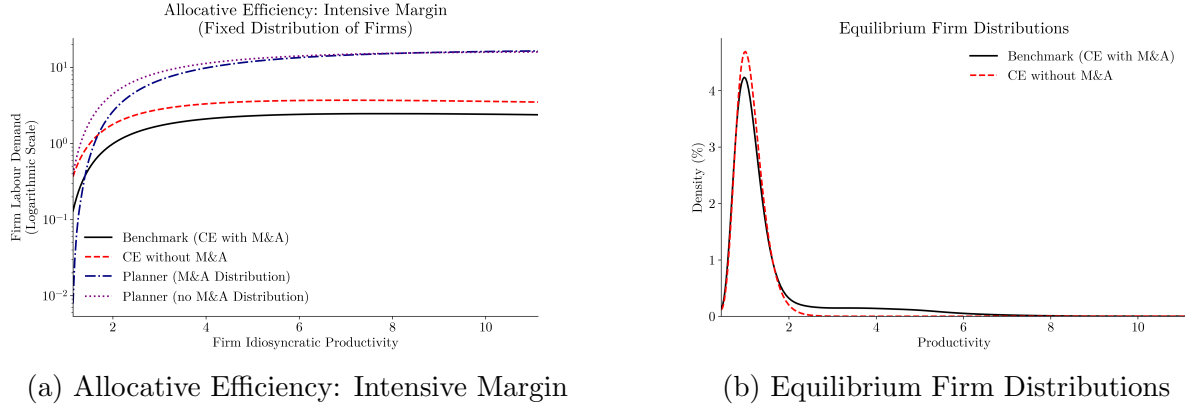 Allocative Efficiency: Intensive Margin
(Fixed Distribution of Firms)
Firm Labour Demand
(Logarithmic Scale)
10¹
10⁰
10⁻¹
10⁻²
Benchmark (CE with M&A)
CE without M&A
Planner (M&A Distribution)
Planner (no M&A Distribution)
2 4 6 8 10
Firm Idiosyncratic Productivity
(a) Allocative Efficiency: Intensive Margin
Equilibrium Firm Distributions
Benchmark (CE with M&A)
CE without M&A
Density (%)
4
3
2
1
0
2 4 6 8 10
Productivity
(b) Equilibrium Firm Distributions